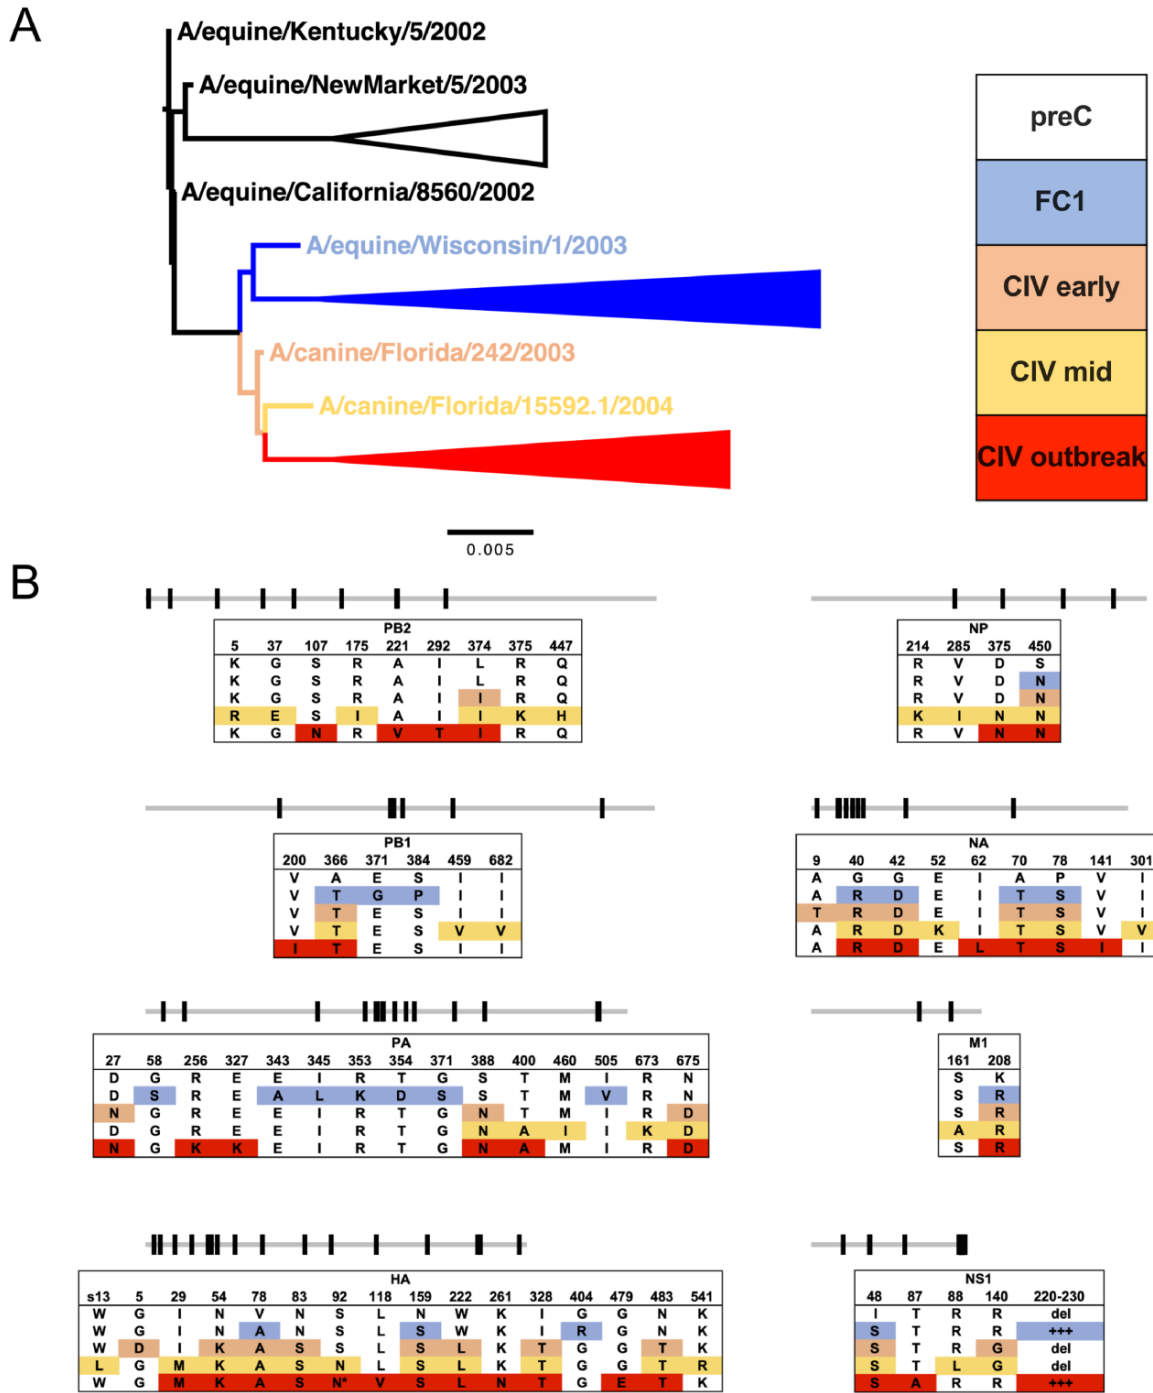 A
A/equine/Kentucky/5/2002
A/equine/NewMarket/5/2003
A/equine/California/8560/2002
A/equine/Wisconsin/1/2003
A/canine/Florida/242/2003
A/canine/Florida/15592.1/2004
0.005
preC
FC1
CIV early
CIV mid
CIV outbreak
B
PB2
5 37 107 175 221 292 374 375 447
K G S R A I L R Q
K G S R A I L R Q
K G S R A I I R Q
R E S I A I I K H
K G N R V T I R Q
NP
214 285 375 450
R V D S
R V D N
R V D N
K I N N
R V N N
PB1
200 366 371 384 459 682
V A E S I I
V T G P I I
V T E S I I
V T E S V V
I T E S I I
NA
9 40 42 52 62 70 78 141 301
A G G E I A P V I
A R D E I T S V I
T R D E I T S V I
A R D K I T S V V
A R D E L T S I I
PA
27 58 256 327 343 345 353 354 371 388 400 460 505 673 675
D G R E E I R T G S T M I R N
D S R E A L K D S S T M V R N
N G R E E I R T G N T M I R D
D G R E E I R T G N A I I K D
N G K K E I R T G N A M I R D
M1
161 208
S K
S R
S R
A R
S R
HA
s13 5 29 54 78 83 92 118 159 222 261 328 404 479 483 541
W G I N V N S L N W K I G G N K
W G I N A N S L S W K I R G N K
W D I K A S S L S L K T G G T K
L G M K A S N L S L K T G G T R
W G M K A S N* V S L N T G E T K
NS1
48 87 88 140 220-230
I T R R del
S T R R +++
S T R G del
S T L G del
S A R R +++